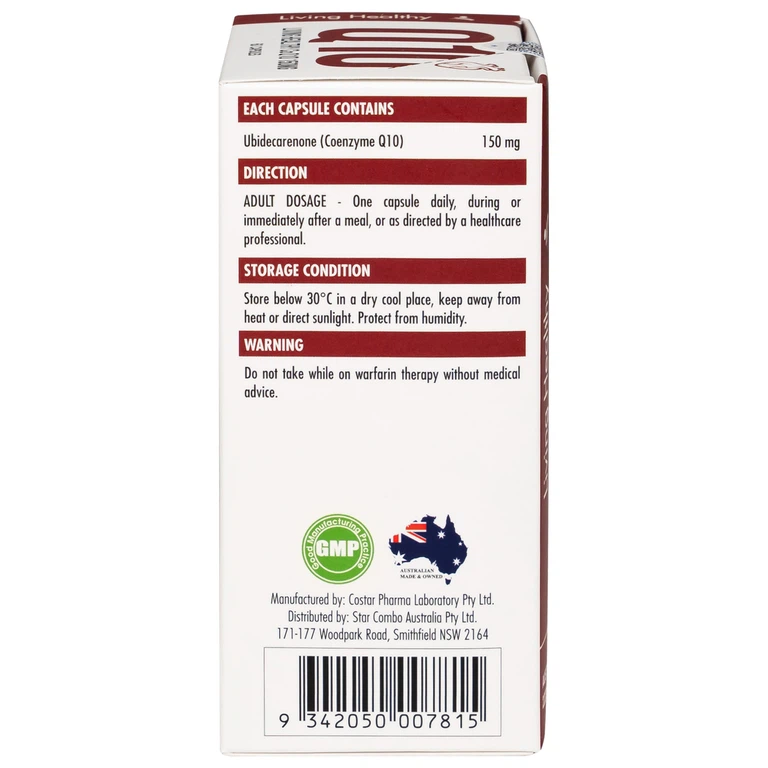 Living Healthy
Q10
EACH CAPSULE CONTAINS
Ubidecarenone (Coenzyme Q10) 150 mg
DIRECTION
ADULT DOSAGE - One capsule daily, during or
immediately after a meal, or as directed by a healthcare
professional.
STORAGE CONDITION
Store below 30°C in a dry cool place, keep away from
heat or direct sunlight. Protect from humidity.
WARNING
Do not take while on warfarin therapy without medical
advice.
Good Manufacturing Practice
GMP
AUSTRALIAN
MADE & OWNED
Manufactured by: Costar Pharma Laboratory Pty Ltd.
Distributed by: Star Combo Australia Pty Ltd.
171-177 Woodpark Road, Smithfield NSW 2164
9 342050 007815
Living Healthy